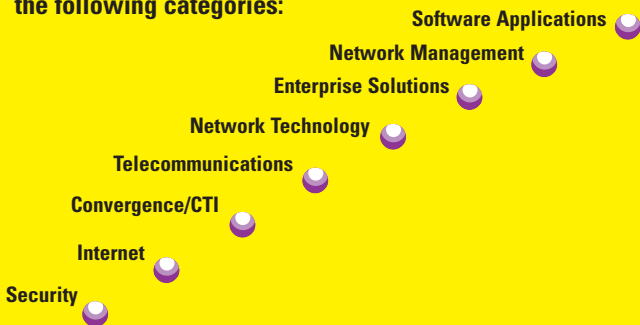 the following categories:
Software Applications
Network Management
Enterprise Solutions
Network Technology
Telecommunications
Convergence/CTI
Internet
Security